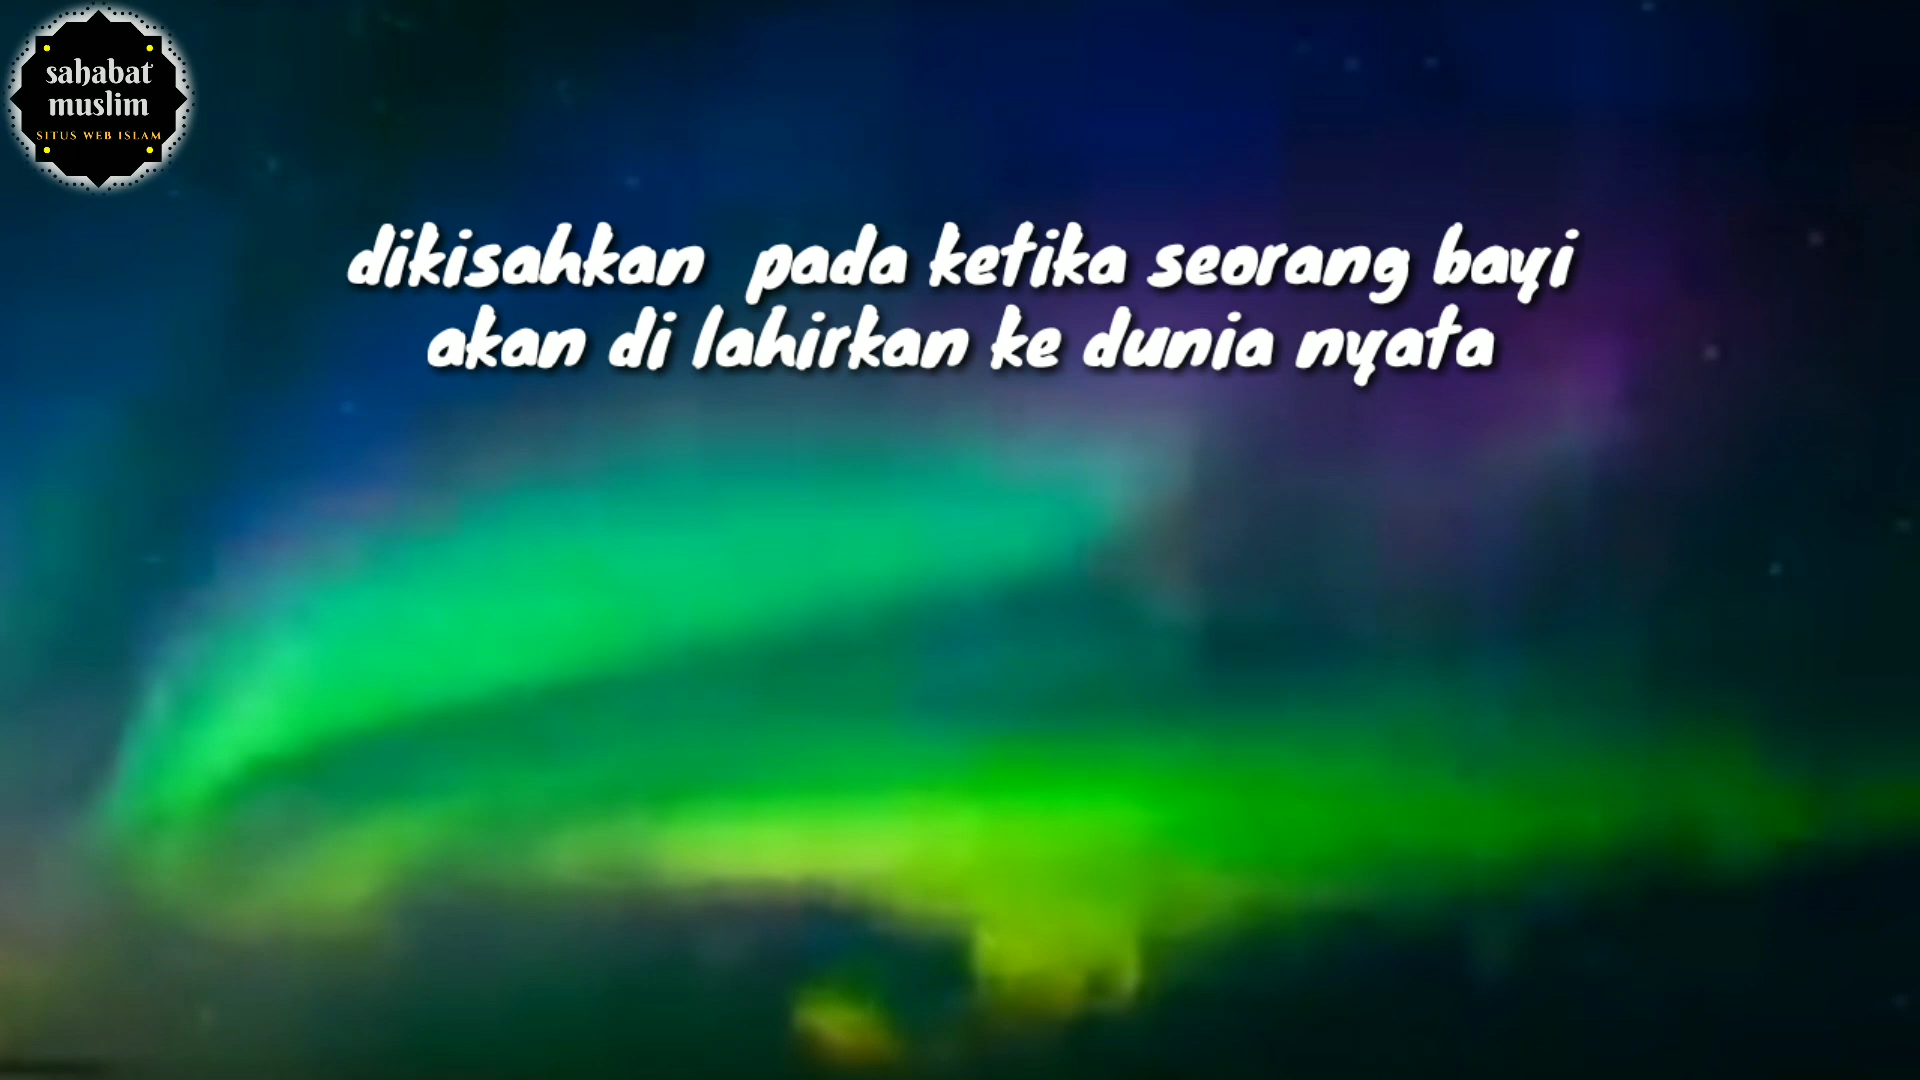 sahabat
muslim
SITUS WEB ISLAM
dikisahkan pada ketika seorang bayi
akan di lahirkan ke dunia nyata